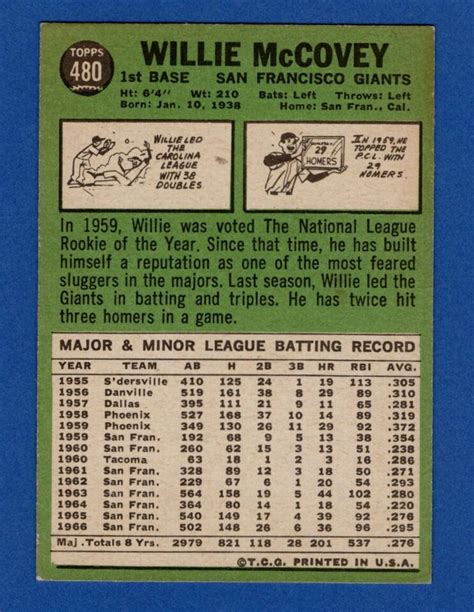 TOPPS
480
WILLIE McCOVEY
1ST BASE SAN FRANCISCO GIANTS
Ht: 6'4" Wt: 210 Bats: Left Throws: Left
Born: Jan. 10, 1938 Home: San Fran., Cal.
WILLIE LED
THE
CAROLINA
LEAGUE
WITH 38
DOUBLES
29
HOMERS
IN 1959, HE
TOPPED THE
P.C.L. WITH
29
HOMERS
In 1959, Willie was voted The National League
Rookie of the Year. Since that time, he has built
himself a reputation as one of the most feared
sluggers in the majors. Last season, Willie led the
Giants in batting and triples. He has twice hit
three homers in a game.
MAJOR & MINOR LEAGUE BATTING RECORD
YEAR TEAM AB H 2B 3B HR RBI AVG.
1955 S'dersville 410 125 24 1 19 113 .305
1956 Danville 519 161 38 8 29 89 .310
1957 Dallas 395 111 21 9 11 65 .281
1958 Phoenix 527 168 37 10 14 89 .319
1959 Phoenix 349 130 26 11 29 92 .372
1959 San Fran. 192 68 9 5 13 38 .354
1960 San Fran. 260 62 15 3 13 51 .238
1960 Tacoma 63 18 1 2 3 16 .286
1961 San Fran. 328 89 12 3 18 50 .271
1962 San Fran. 229 67 6 1 20 54 .293
1963 San Fran. 564 158 19 5 44 102 .280
1964 San Fran. 364 80 14 1 18 54 .220
1965 San Fran. 540 149 17 4 39 92 .276
1966 San Fran. 502 148 26 6 36 96 .295
Maj. Totals 8 Yrs. 2979 821 118 28 201 537 .276
©T.C.G. PRINTED IN U.S.A.